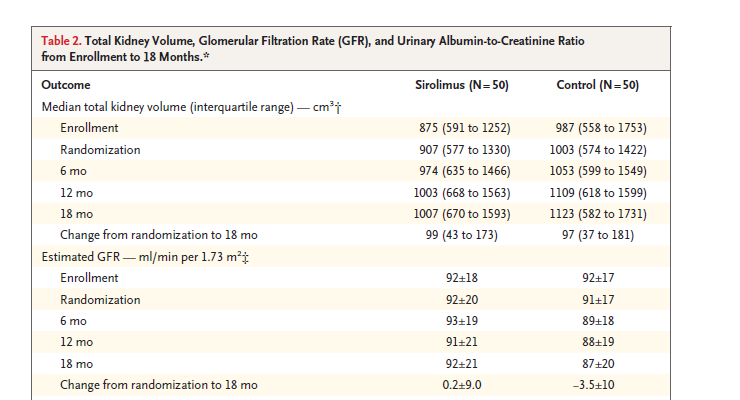 Table 2. Total Kidney Volume, Glomerular Filtration Rate (GFR), and Urinary Albumin-to-Creatinine Ratio
from Enrollment to 18 Months.*
Outcome Sirolimus (N=50) Control (N=50)
Median total kidney volume (interquartile range) — cm³†
Enrollment 875 (591 to 1252) 987 (558 to 1753)
Randomization 907 (577 to 1330) 1003 (574 to 1422)
6 mo 974 (635 to 1466) 1053 (599 to 1549)
12 mo 1003 (668 to 1563) 1109 (618 to 1599)
18 mo 1007 (670 to 1593) 1123 (582 to 1731)
Change from randomization to 18 mo 99 (43 to 173) 97 (37 to 181)
Estimated GFR — ml/min per 1.73 m²‡
Enrollment 92±18 92±17
Randomization 92±20 91±17
6 mo 93±19 89±18
12 mo 91±21 88±19
18 mo 92±21 87±20
Change from randomization to 18 mo 0.2±9.0 −3.5±10